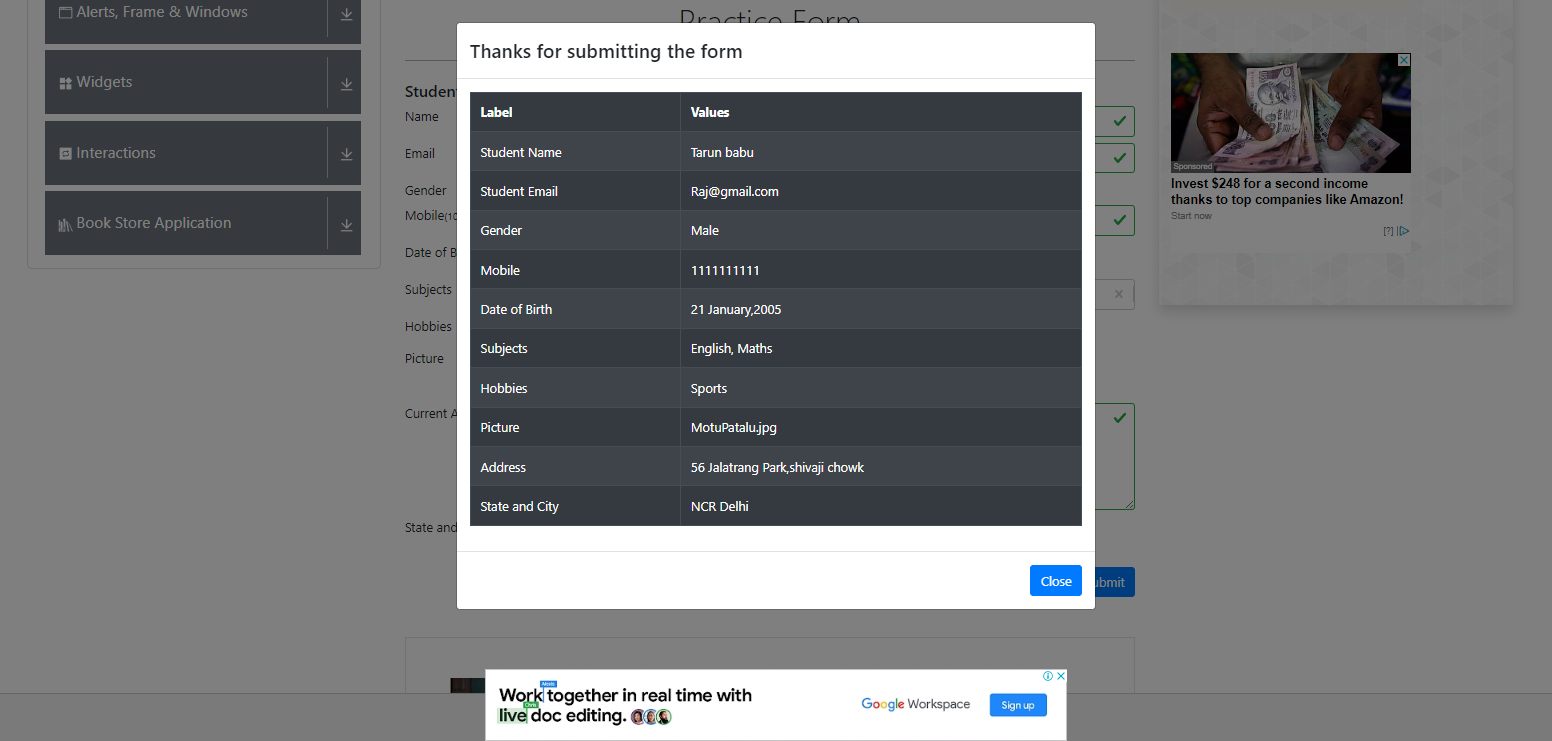 Alerts, Frame & Windows
Widgets
Interactions
Book Store Application
Practice Form
Student
Name
Email
Gender
Mobile(10
Date of B
Subjects
Hobbies
Picture
Current A
State and
Submit
Thanks for submitting the form
Label Values
Student Name Tarun babu
Student Email Raj@gmail.com
Gender Male
Mobile 1111111111
Date of Birth 21 January,2005
Subjects English, Maths
Hobbies Sports
Picture MotuPatalu.jpg
Address 56 Jalatrang Park,shivaji chowk
State and City NCR Delhi
Close
Sponsored
Invest $248 for a second income
thanks to top companies like Amazon!
Start now
[?]
Work together in real time with
live doc editing.
Google Workspace
Sign up